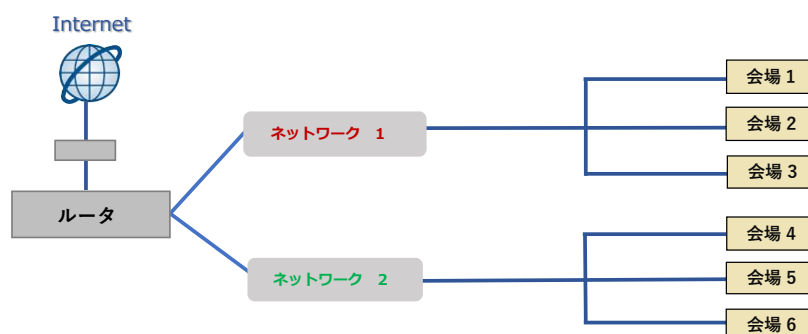 Internet
ルータ
ネットワーク　1
ネットワーク　2
会場 1
会場 2
会場 3
会場 4
会場 5
会場 6